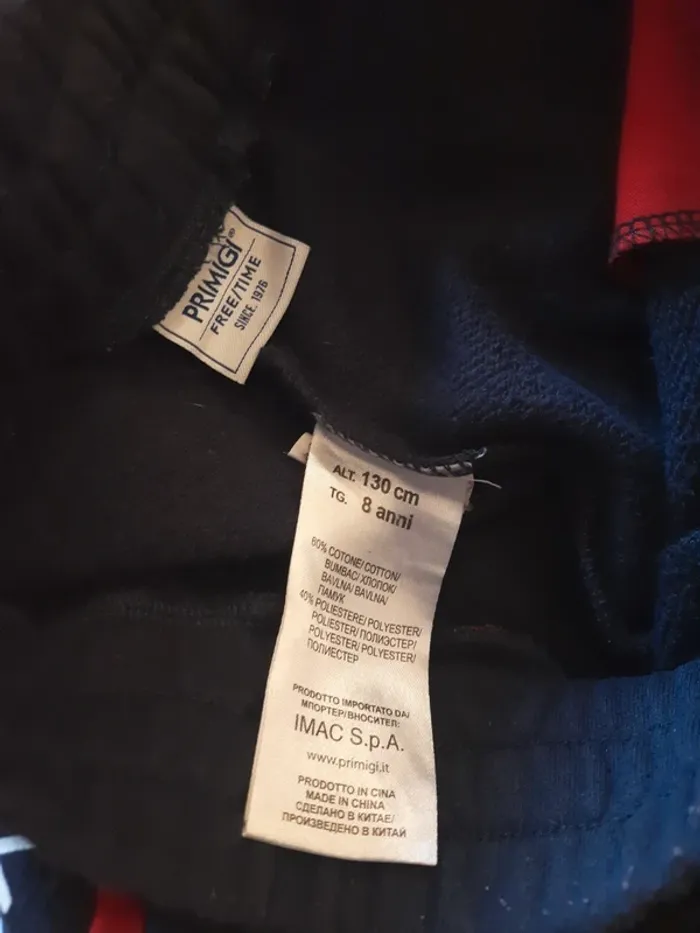 PRIMIGI®
FREE/TIME
SINCE. 1976
ALT. 130 cm
TG. 8 anni
60% COTONE/ COTTON/
BUMBAC/ ХЛОПОК/
BAVLNA/ BAVLNA/
ПАМУК
40% POLIESTERE/ POLYESTER/
POLIESTER/ ПОЛИЭСТЕР/
POLYESTER/ POLYESTER/
ПОЛИЕСТЕР
PRODOTTO IMPORTATO DA/
МПОРТЕР/ВНОСИТЕЛ:
IMAC S.p.A.
www.primigi.it
PRODOTTO IN CINA
MADE IN CHINA
СДЕЛАНО В КИТАЕ/
ПРОИЗВЕДЕНО В КИТАЙ